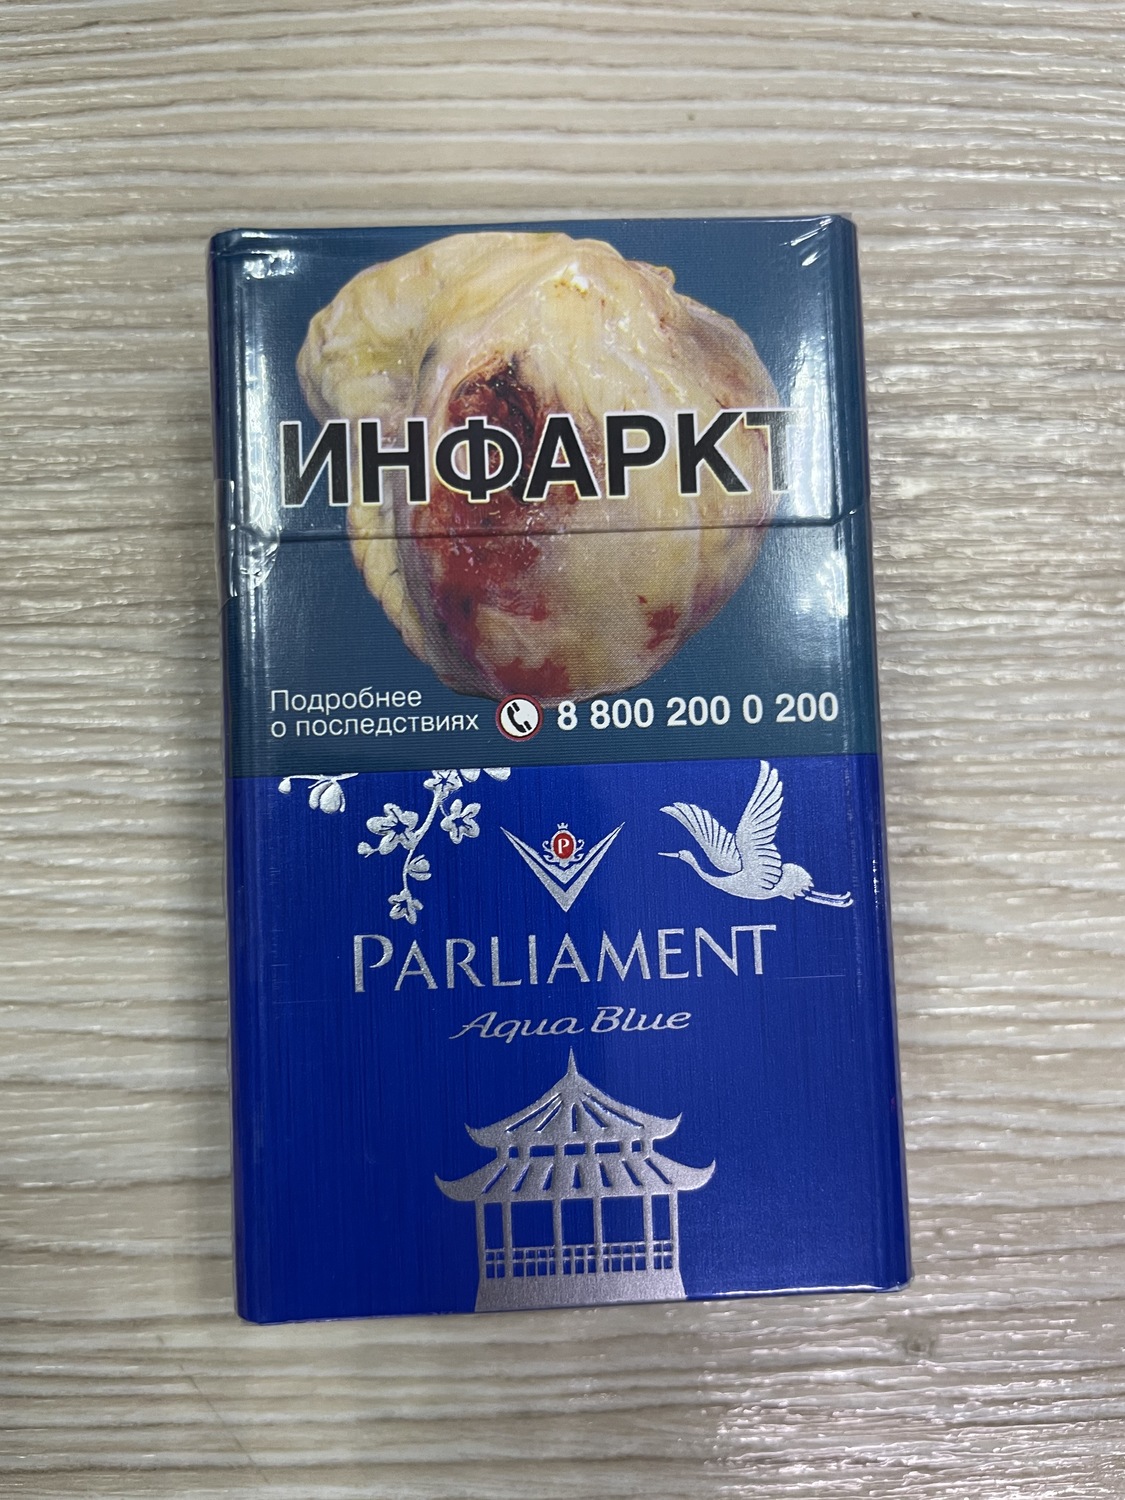 ИНФАРКТ
Подробнее
о последствиях
8 800 200 0 200
P
PARLIAMENT
Aqua Blue